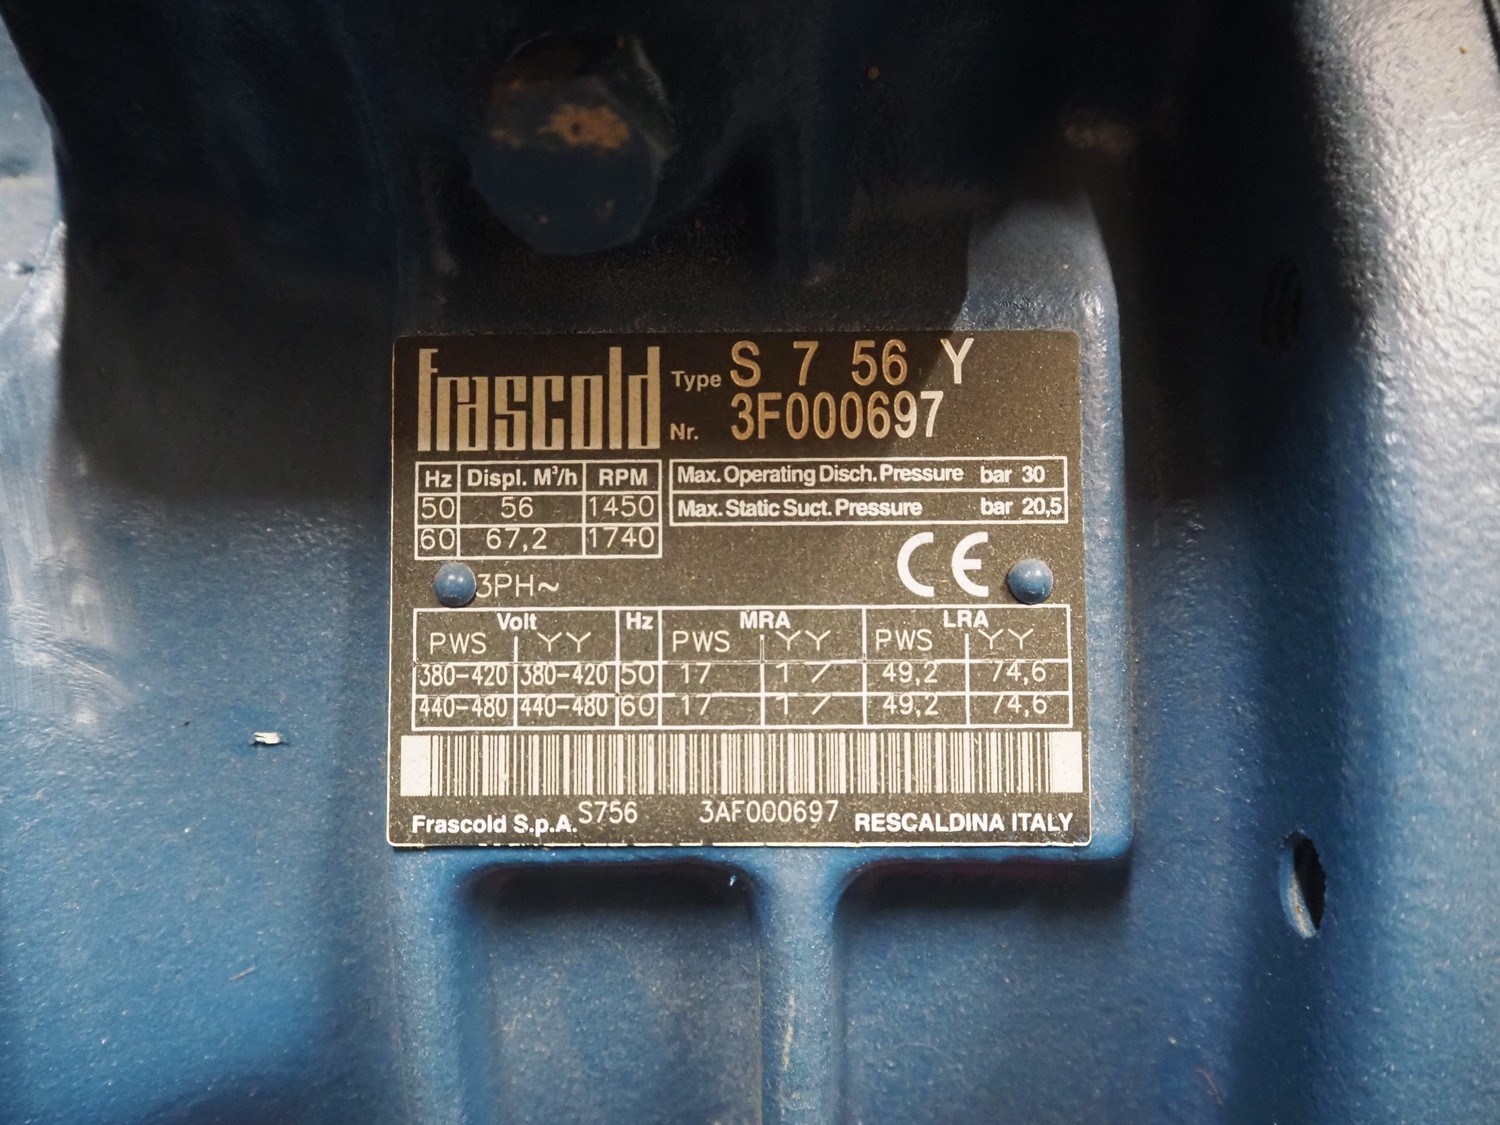 frascold Type S 7 56 Y
Nr. 3F000697
Hz Displ. M³/h RPM
50 56 1450
60 67,2 1740
Max. Operating Disch. Pressure bar 30
Max. Static Suct. Pressure bar 20,5
CE
3PH~
Volt Hz MRA LRA
PWS YY PWS YY PWS YY
380-420 380-420 50 17 17 49,2 74,6
440-480 440-480 60 17 17 49,2 74,6
S756 3AF000697
Frascold S.p.A. RESCALDINA ITALY